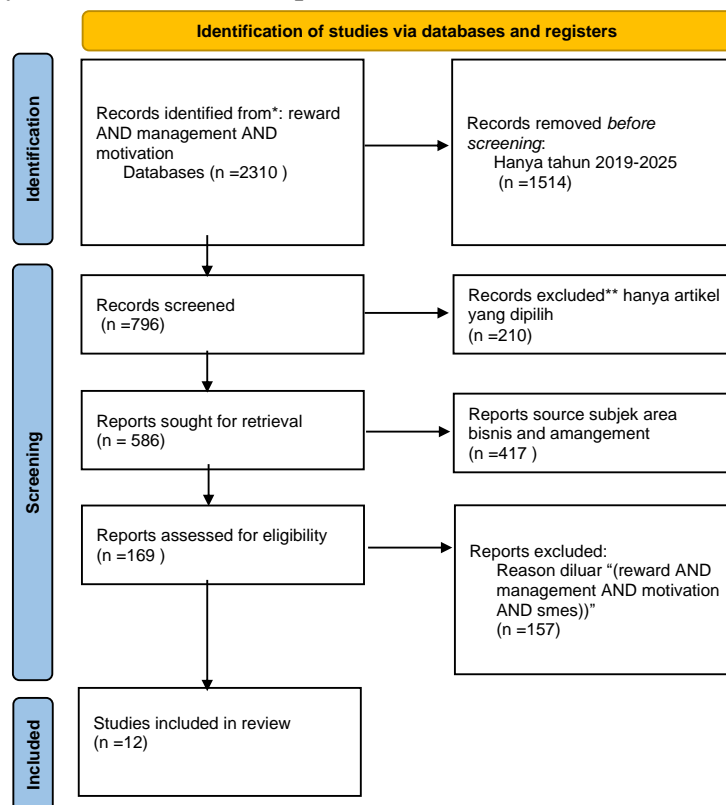 Identification of studies via databases and registers
Identification
Records identified from*: reward
AND management AND
motivation
Databases (n =2310 )
Records removed before
screening:
Hanya tahun 2019-2025
(n =1514)
Screening
Records screened
(n =796)
Records excluded** hanya artikel
yang dipilih
(n =210)
Reports sought for retrieval
(n = 586)
Reports source subjek area
bisnis and amangement
(n =417 )
Reports assessed for eligibility
(n =169 )
Reports excluded:
Reason diluar “(reward AND
management AND motivation
AND smes))”
(n =157)
Included
Studies included in review
(n =12)